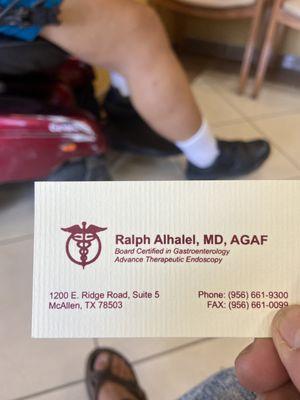 Ralph Alhalel, MD, AGAF
Board Certified in Gastroenterology
Advance Therapeutic Endoscopy
1200 E. Ridge Road, Suite 5
McAllen, TX 78503
Phone: (956) 661-9300
FAX: (956) 661-0099